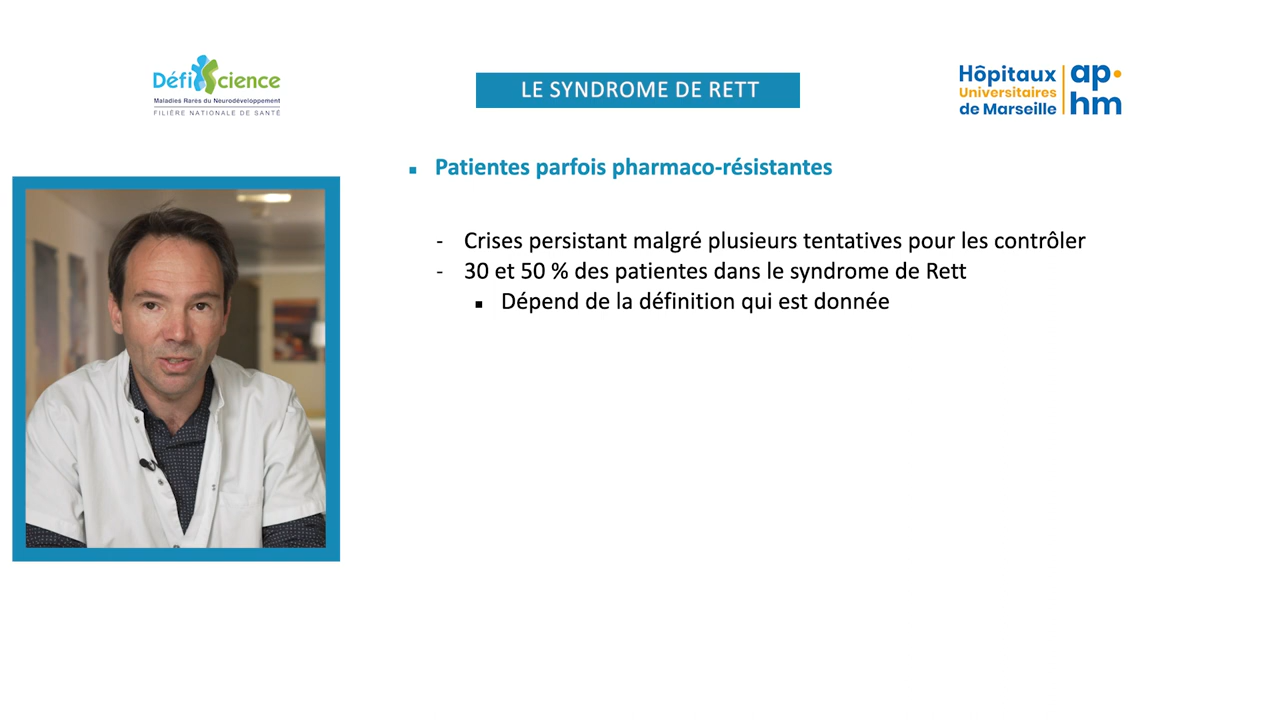 Défi Science
Maladies Rares du Neurodéveloppement
FILIÈRE NATIONALE DE SANTÉ
LE SYNDROME DE RETT
Hôpitaux
Universitaires
de Marseille
ap.
hm
Patientes parfois pharmaco-résistantes
- Crises persistant malgré plusieurs tentatives pour les contrôler
- 30 et 50 % des patientes dans le syndrome de Rett
Dépend de la définition qui est donnée